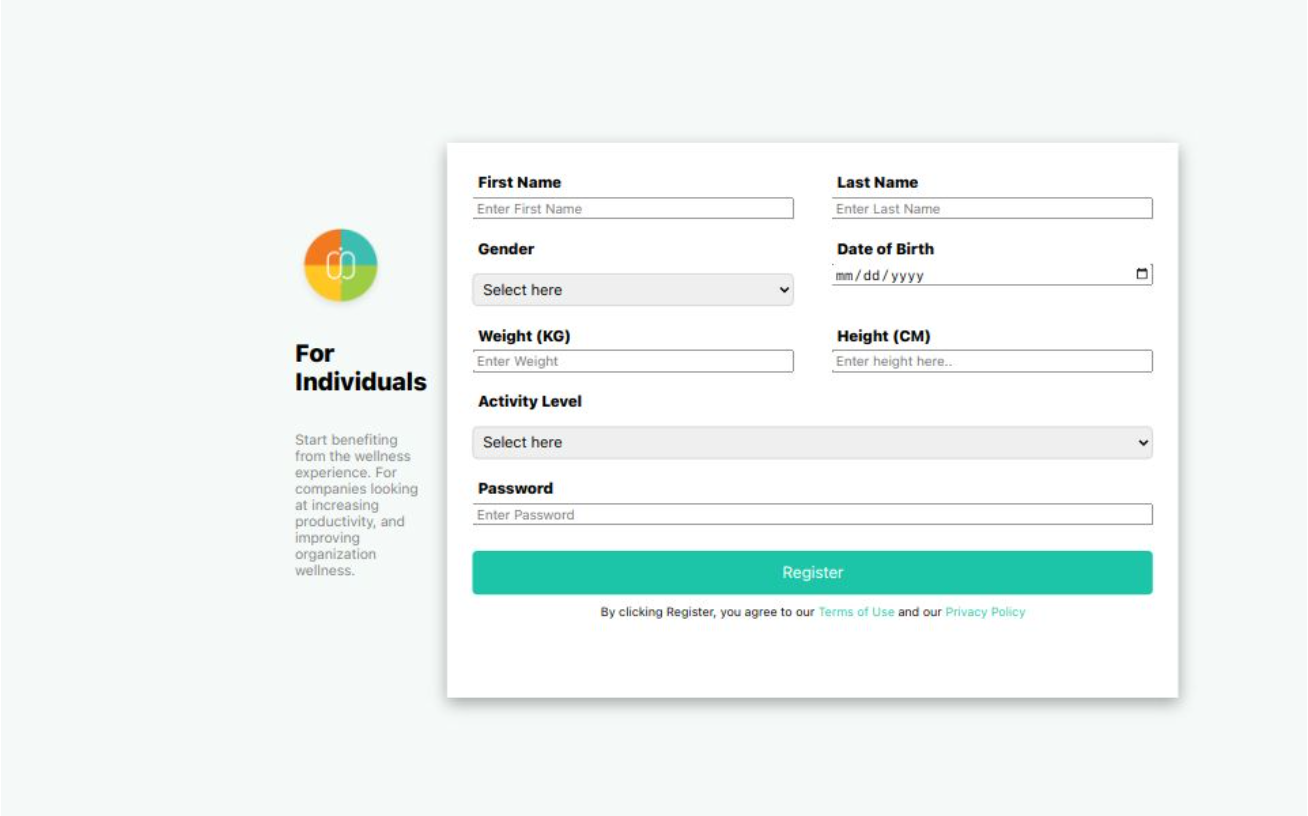 For
Individuals
Start benefiting
from the wellness
experience. For
companies looking
at increasing
productivity, and
improving
organization
wellness.
First Name
Enter First Name
Last Name
Enter Last Name
Gender
Select here
Date of Birth
mm/dd/yyyy
Weight (KG)
Enter Weight
Height (CM)
Enter height here..
Activity Level
Select here
Password
Enter Password
Register
By clicking Register, you agree to our Terms of Use and our Privacy Policy